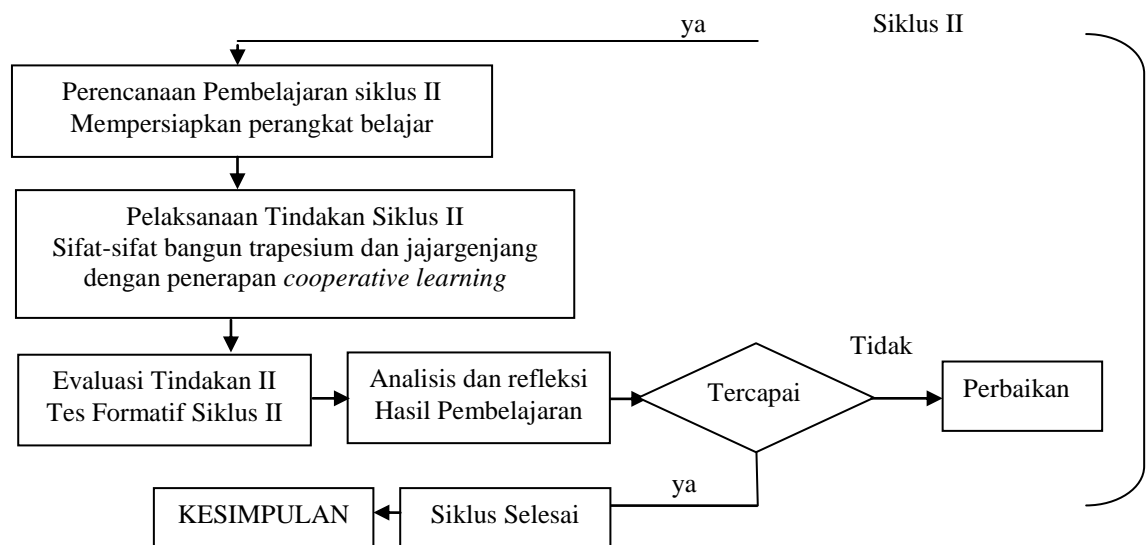 ya
Siklus II
Perencanaan Pembelajaran siklus II
Mempersiapkan perangkat belajar
Pelaksanaan Tindakan Siklus II
Sifat-sifat bangun trapesium dan jajargenjang
dengan penerapan cooperative learning
Evaluasi Tindakan II
Tes Formatif Siklus II
Analisis dan refleksi
Hasil Pembelajaran
Tercapai
Tidak
Perbaikan
ya
Siklus Selesai
KESIMPULAN